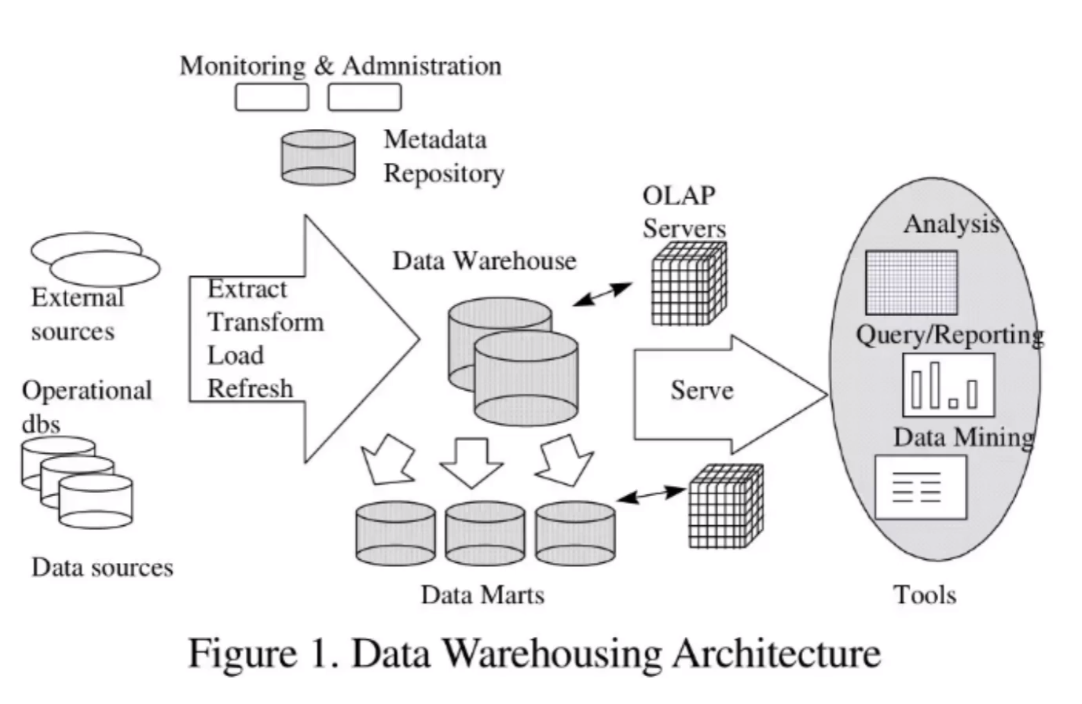 Monitoring & Admnistration
Metadata
Repository
OLAP
Servers
Analysis
Data Warehouse
External
sources
Extract
Transform
Load
Refresh
Query/Reporting
Serve
Operational
dbs
Data Mining
Data sources
Data Marts
Tools
Figure 1. Data Warehousing Architecture